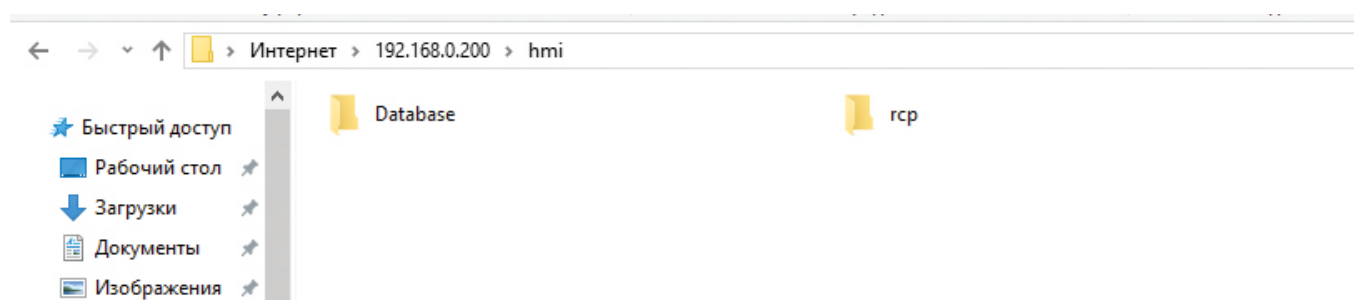 Интернет > 192.168.0.200 > hmi
Быстрый доступ
Database
rcp
Рабочий стол
Загрузки
Документы
Изображения